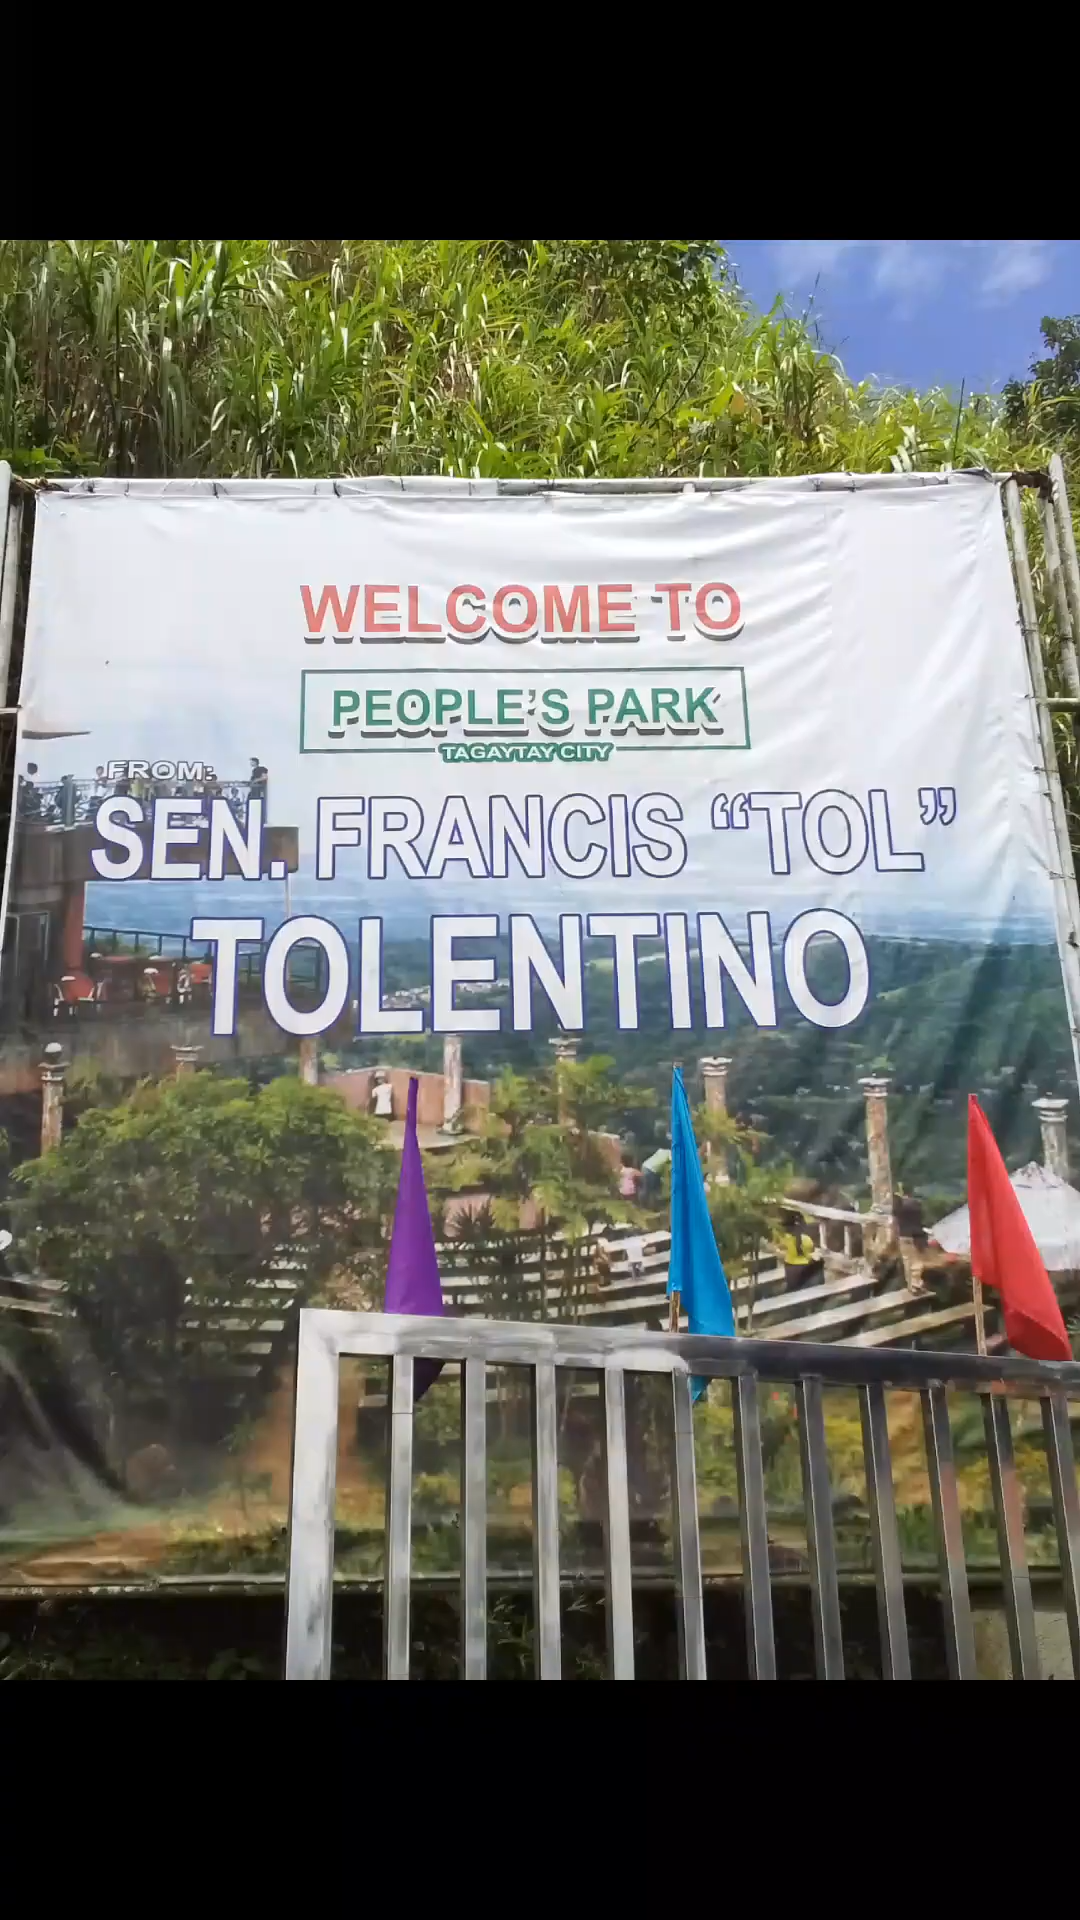 WELCOME TO
PEOPLE'S PARK
TAGAYTAY CITY
FROM:
SEN. FRANCIS “TOL”
TOLENTINO